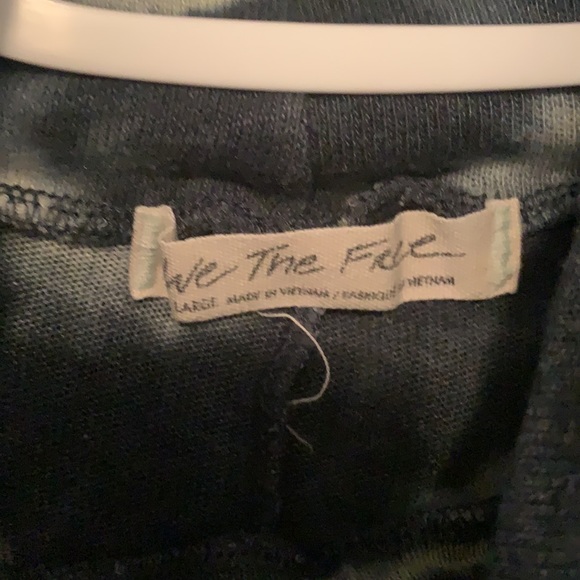 We The Free
LARGE MADE IN VIETNAM / FABRIQUÉ VIETNAM